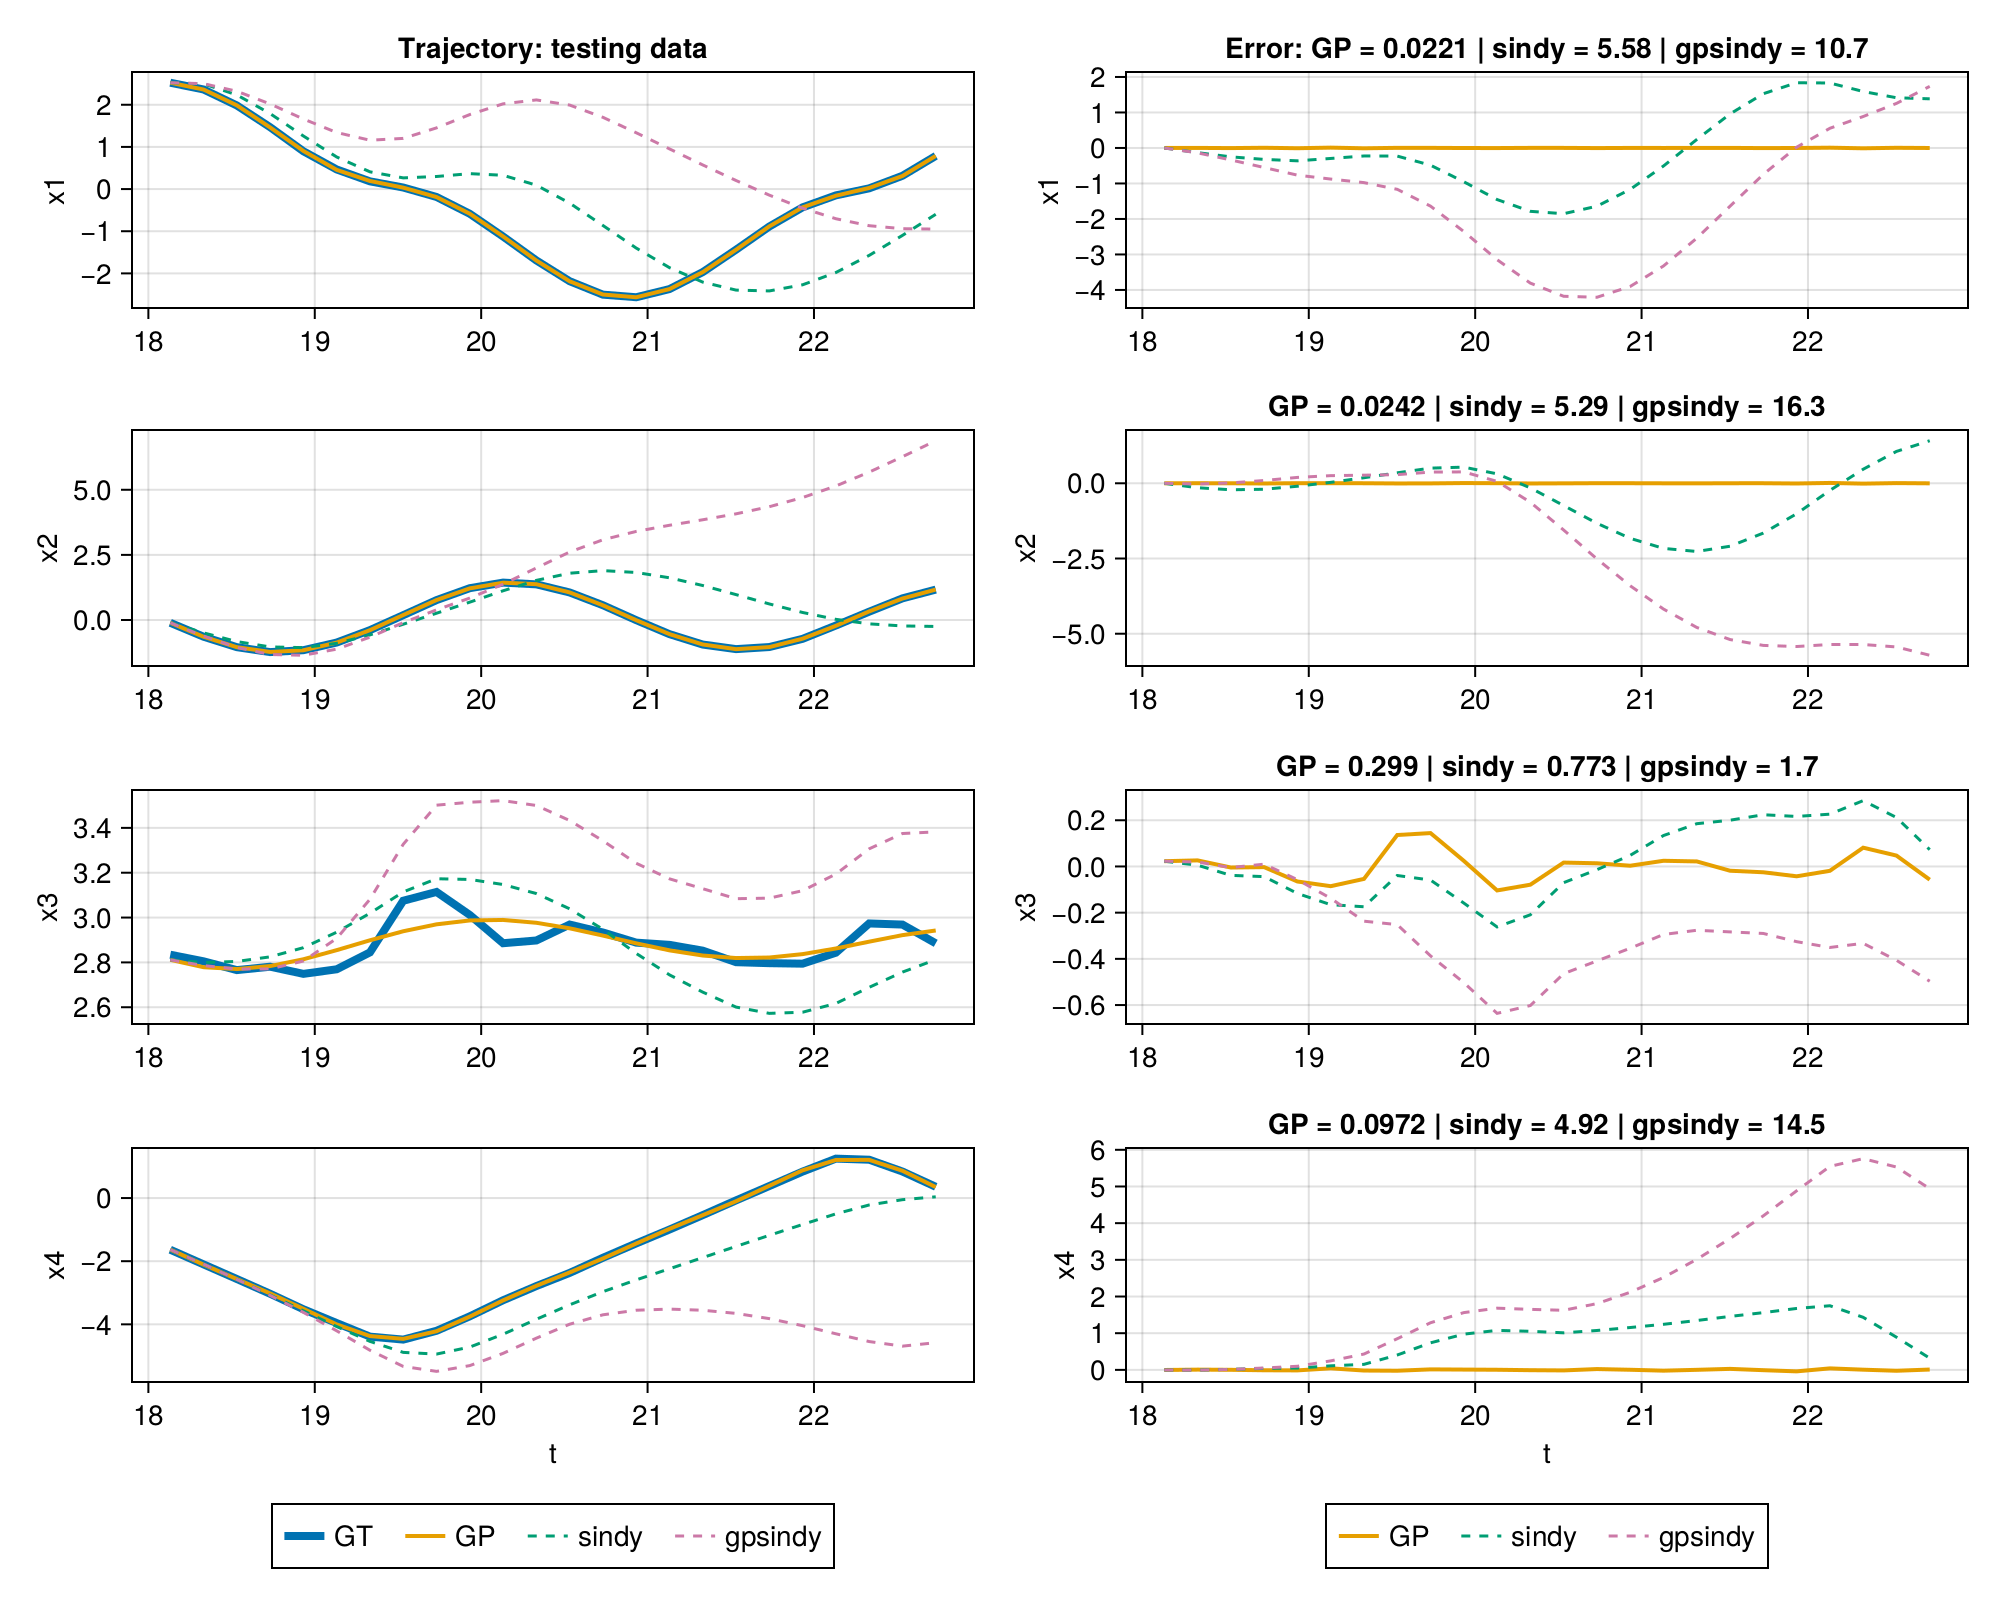 Trajectory: testing data
x1
2
1
0
−1
−2
18 19 20 21 22
Error: GP = 0.0221 | sindy = 5.58 | gpsindy = 10.7
x1
2
1
0
−1
−2
−3
−4
18 19 20 21 22
x2
5.0
2.5
0.0
18 19 20 21 22
GP = 0.0242 | sindy = 5.29 | gpsindy = 16.3
x2
0.0
−2.5
−5.0
18 19 20 21 22
x3
3.4
3.2
3.0
2.8
2.6
18 19 20 21 22
GP = 0.299 | sindy = 0.773 | gpsindy = 1.7
x3
0.2
0.0
−0.2
−0.4
−0.6
18 19 20 21 22
x4
0
−2
−4
18 19 20 21 22
t
GP = 0.0972 | sindy = 4.92 | gpsindy = 14.5
x4
6
5
4
3
2
1
0
18 19 20 21 22
t
GT GP sindy gpsindy
GP sindy gpsindy